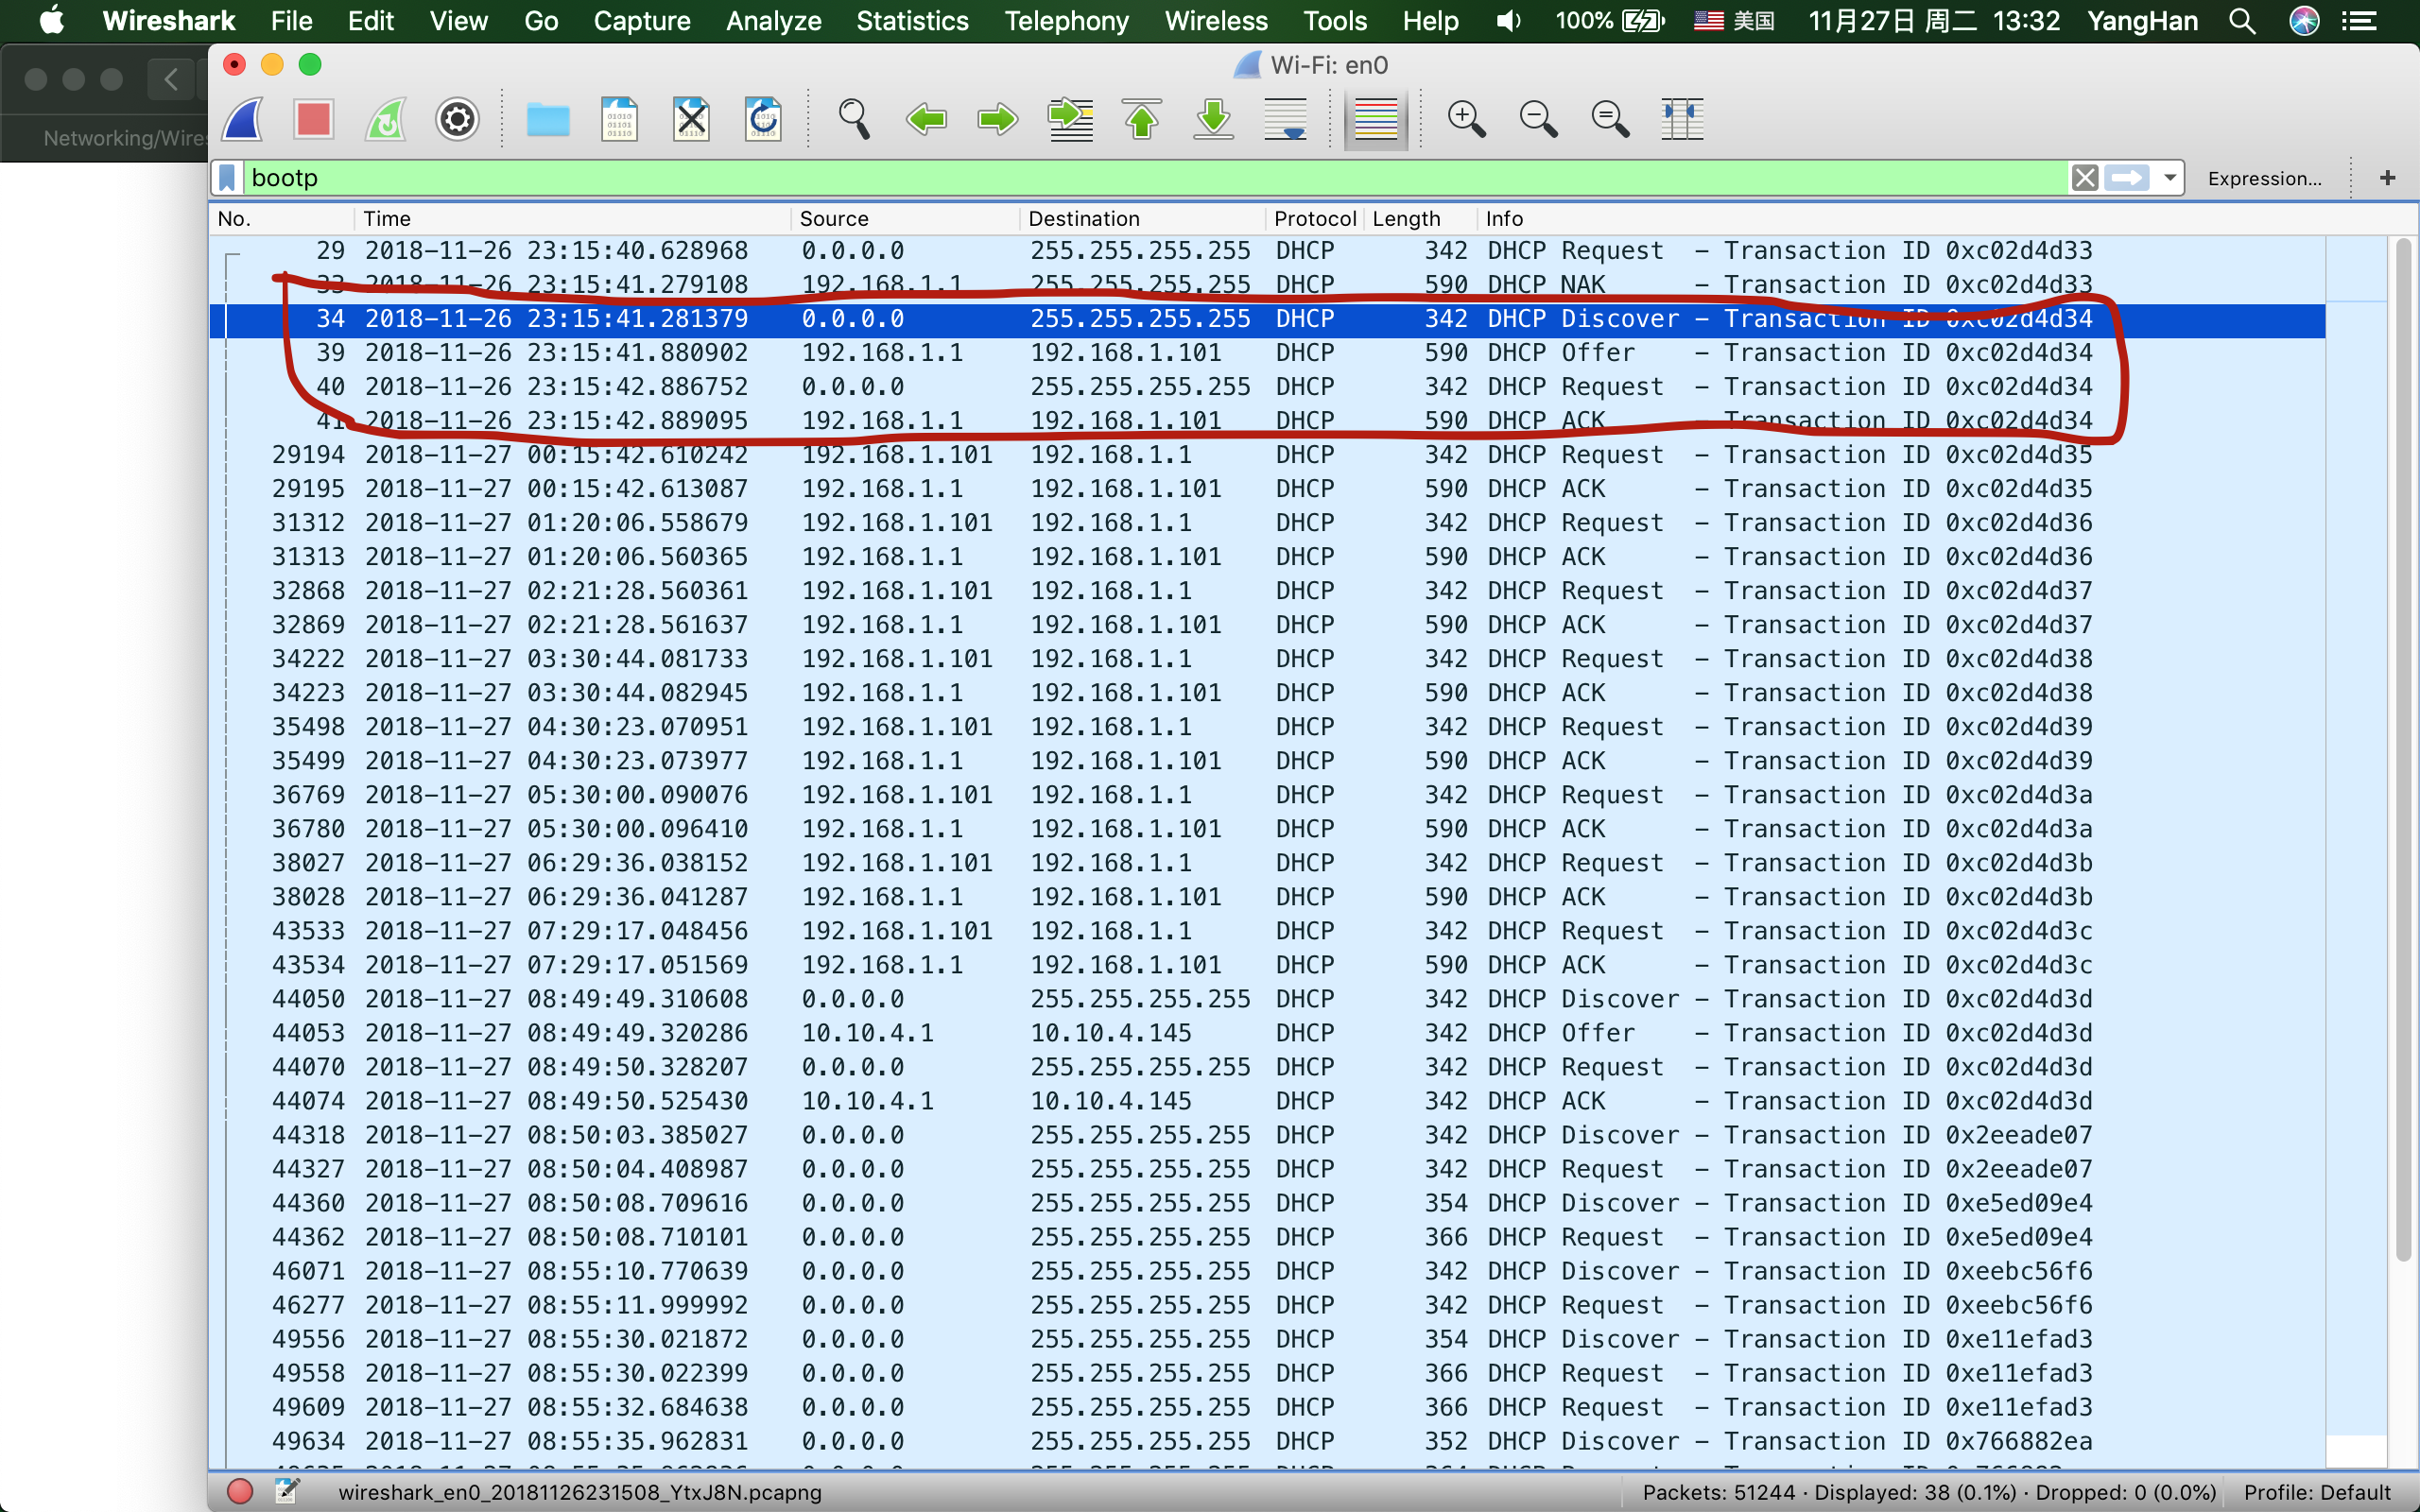 Wireshark File Edit View Go Capture Analyze Statistics Telephony Wireless Tools Help 100% 美国 11月27日 周二 13:32 YangHan
Wi-Fi: en0
Networking/Wires
bootp Expression... +
No. Time Source Destination Protocol Length Info
29 2018-11-26 23:15:40.628968 0.0.0.0 255.255.255.255 DHCP 342 DHCP Request - Transaction ID 0xc02d4d33
33 2018-11-26 23:15:41.279108 192.168.1.1 255.255.255.255 DHCP 590 DHCP NAK - Transaction ID 0xc02d4d33
34 2018-11-26 23:15:41.281379 0.0.0.0 255.255.255.255 DHCP 342 DHCP Discover - Transaction ID 0xc02d4d34
39 2018-11-26 23:15:41.880902 192.168.1.1 192.168.1.101 DHCP 590 DHCP Offer - Transaction ID 0xc02d4d34
40 2018-11-26 23:15:42.886752 0.0.0.0 255.255.255.255 DHCP 342 DHCP Request - Transaction ID 0xc02d4d34
41 2018-11-26 23:15:42.889095 192.168.1.1 192.168.1.101 DHCP 590 DHCP ACK - Transaction ID 0xc02d4d34
29194 2018-11-27 00:15:42.610242 192.168.1.101 192.168.1.1 DHCP 342 DHCP Request - Transaction ID 0xc02d4d35
29195 2018-11-27 00:15:42.613087 192.168.1.1 192.168.1.101 DHCP 590 DHCP ACK - Transaction ID 0xc02d4d35
31312 2018-11-27 01:20:06.558679 192.168.1.101 192.168.1.1 DHCP 342 DHCP Request - Transaction ID 0xc02d4d36
31313 2018-11-27 01:20:06.560365 192.168.1.1 192.168.1.101 DHCP 590 DHCP ACK - Transaction ID 0xc02d4d36
32868 2018-11-27 02:21:28.560361 192.168.1.101 192.168.1.1 DHCP 342 DHCP Request - Transaction ID 0xc02d4d37
32869 2018-11-27 02:21:28.561637 192.168.1.1 192.168.1.101 DHCP 590 DHCP ACK - Transaction ID 0xc02d4d37
34222 2018-11-27 03:30:44.081733 192.168.1.101 192.168.1.1 DHCP 342 DHCP Request - Transaction ID 0xc02d4d38
34223 2018-11-27 03:30:44.082945 192.168.1.1 192.168.1.101 DHCP 590 DHCP ACK - Transaction ID 0xc02d4d38
35498 2018-11-27 04:30:23.070951 192.168.1.101 192.168.1.1 DHCP 342 DHCP Request - Transaction ID 0xc02d4d39
35499 2018-11-27 04:30:23.073977 192.168.1.1 192.168.1.101 DHCP 590 DHCP ACK - Transaction ID 0xc02d4d39
36769 2018-11-27 05:30:00.090076 192.168.1.101 192.168.1.1 DHCP 342 DHCP Request - Transaction ID 0xc02d4d3a
36780 2018-11-27 05:30:00.096410 192.168.1.1 192.168.1.101 DHCP 590 DHCP ACK - Transaction ID 0xc02d4d3a
38027 2018-11-27 06:29:36.038152 192.168.1.101 192.168.1.1 DHCP 342 DHCP Request - Transaction ID 0xc02d4d3b
38028 2018-11-27 06:29:36.041287 192.168.1.1 192.168.1.101 DHCP 590 DHCP ACK - Transaction ID 0xc02d4d3b
43533 2018-11-27 07:29:17.048456 192.168.1.101 192.168.1.1 DHCP 342 DHCP Request - Transaction ID 0xc02d4d3c
43534 2018-11-27 07:29:17.051569 192.168.1.1 192.168.1.101 DHCP 590 DHCP ACK - Transaction ID 0xc02d4d3c
44050 2018-11-27 08:49:49.310608 0.0.0.0 255.255.255.255 DHCP 342 DHCP Discover - Transaction ID 0xc02d4d3d
44053 2018-11-27 08:49:49.320286 10.10.4.1 10.10.4.145 DHCP 342 DHCP Offer - Transaction ID 0xc02d4d3d
44070 2018-11-27 08:49:50.328207 0.0.0.0 255.255.255.255 DHCP 342 DHCP Request - Transaction ID 0xc02d4d3d
44074 2018-11-27 08:49:50.525430 10.10.4.1 10.10.4.145 DHCP 342 DHCP ACK - Transaction ID 0xc02d4d3d
44318 2018-11-27 08:50:03.385027 0.0.0.0 255.255.255.255 DHCP 342 DHCP Discover - Transaction ID 0x2eeade07
44327 2018-11-27 08:50:04.408987 0.0.0.0 255.255.255.255 DHCP 342 DHCP Request - Transaction ID 0x2eeade07
44360 2018-11-27 08:50:08.709616 0.0.0.0 255.255.255.255 DHCP 354 DHCP Discover - Transaction ID 0xe5ed09e4
44362 2018-11-27 08:50:08.710101 0.0.0.0 255.255.255.255 DHCP 366 DHCP Request - Transaction ID 0xe5ed09e4
46071 2018-11-27 08:55:10.770639 0.0.0.0 255.255.255.255 DHCP 342 DHCP Discover - Transaction ID 0xeebc56f6
46277 2018-11-27 08:55:11.999992 0.0.0.0 255.255.255.255 DHCP 342 DHCP Request - Transaction ID 0xeebc56f6
49556 2018-11-27 08:55:30.021872 0.0.0.0 255.255.255.255 DHCP 354 DHCP Discover - Transaction ID 0xe11efad3
49558 2018-11-27 08:55:30.022399 0.0.0.0 255.255.255.255 DHCP 366 DHCP Request - Transaction ID 0xe11efad3
49609 2018-11-27 08:55:32.684638 0.0.0.0 255.255.255.255 DHCP 366 DHCP Request - Transaction ID 0xe11efad3
49634 2018-11-27 08:55:35.962831 0.0.0.0 255.255.255.255 DHCP 352 DHCP Discover - Transaction ID 0x766882ea
wireshark_en0_20181126231508_YtxJ8N.pcapng Packets: 51244 · Displayed: 38 (0.1%) · Dropped: 0 (0.0%) Profile: Default